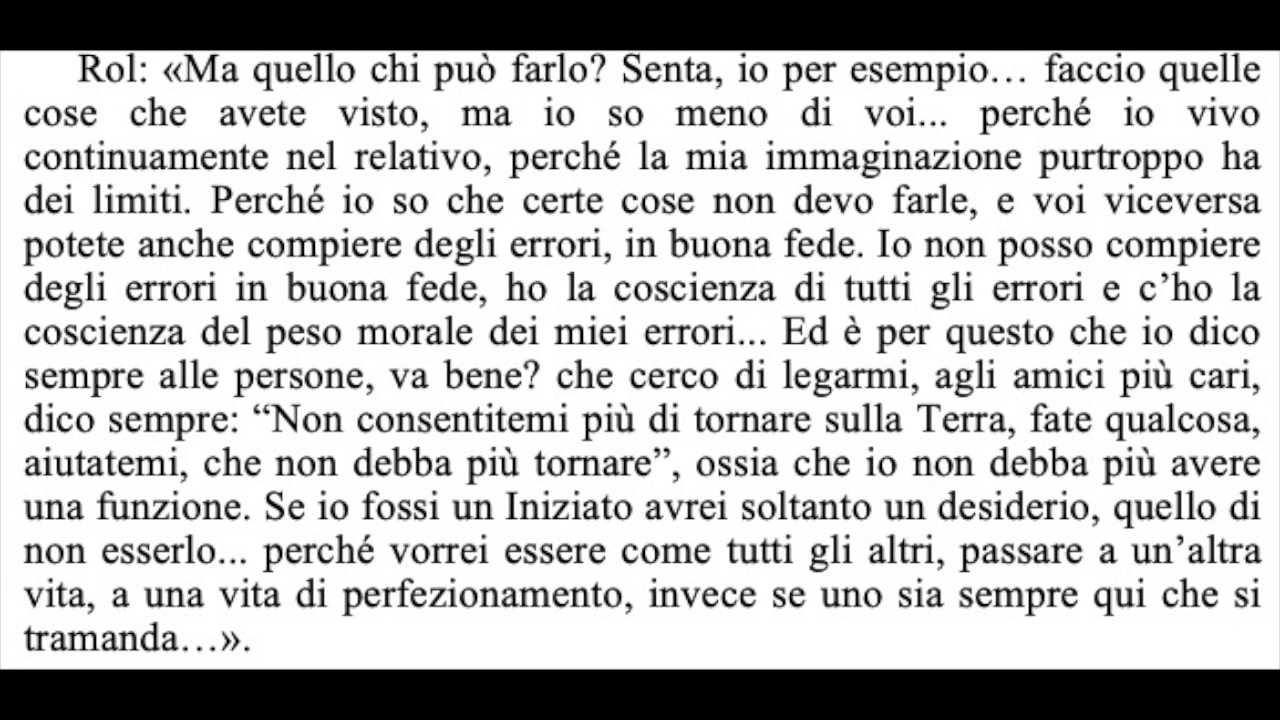 Rol: «Ma quello chi può farlo? Senta, io per esempio… faccio quelle
cose che avete visto, ma io so meno di voi... perché io vivo
continuamente nel relativo, perché la mia immaginazione purtroppo ha
dei limiti. Perché io so che certe cose non devo farle, e voi viceversa
potete anche compiere degli errori, in buona fede. Io non posso compiere
degli errori in buona fede, ho la coscienza di tutti gli errori e c’ho la
coscienza del peso morale dei miei errori... Ed è per questo che io dico
sempre alle persone, va bene? che cerco di legarmi, agli amici più cari,
dico sempre: “Non consentitemi più di tornare sulla Terra, fate qualcosa,
aiutatemi, che non debba più tornare”, ossia che io non debba più avere
una funzione. Se io fossi un Iniziato avrei soltanto un desiderio, quello di
non esserlo... perché vorrei essere come tutti gli altri, passare a un’altra
vita, a una vita di perfezionamento, invece se uno sia sempre qui che si
tramanda…».